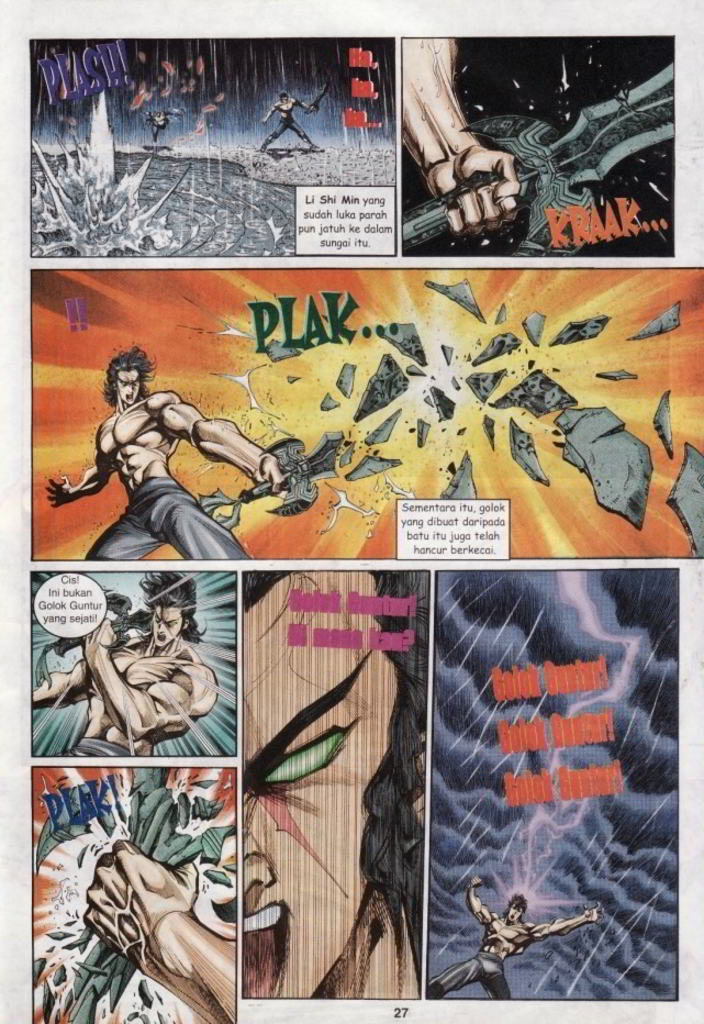 PLASH!
Ha,
ha,
ha...
Li Shi Min yang
sudah luka parah
pun jatuh ke dalam
sungai itu.
KRAAK...
!!
PLAK...
Sementara itu, golok
yang dibuat daripada
batu itu juga telah
hancur berkecai.
Cis!
Ini bukan
Golok Guntur
yang sejati!
PLAK!
Golok Guntur!
Di mana kau?
Golok Guntur!
Golok Guntur!
Golok Guntur!
27